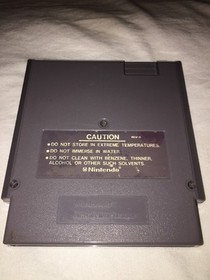 CAUTION
•DO NOT STORE IN EXTREME TEMPERATURES.
•DO NOT IMMERSE IN WATER.
•DO NOT CLEAN WITH BENZENE, THINNER,
ALCOHOL OR OTHER SUCH SOLVENTS.
Nintendo